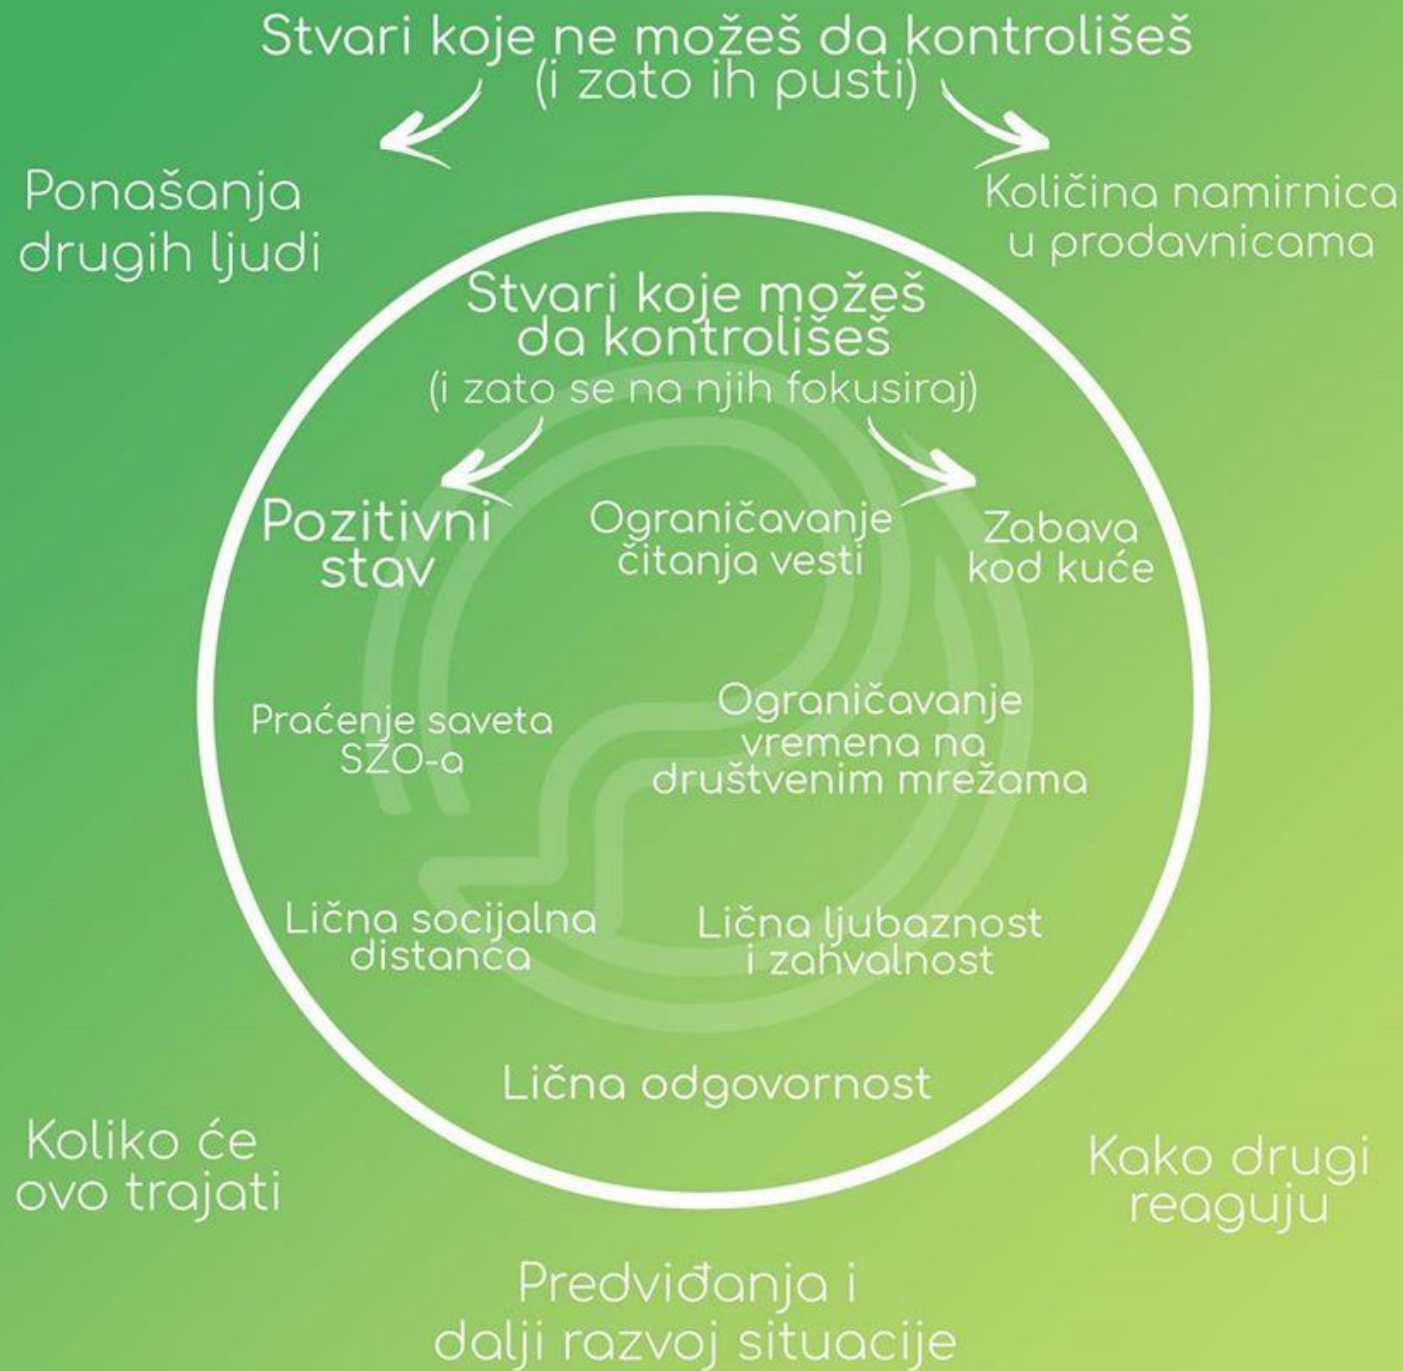 Stvari koje ne možeš da kontrolišeš
(i zato ih pusti)
Ponašanja
drugih ljudi
Količina namirnica
u prodavnicama
Stvari koje možeš
da kontrolišeš
(i zato se na njih fokusiraj)
Pozitivni
stav
Ograničavanje
čitanja vesti
Zabava
kod kuće
Praćenje saveta
SZO-a
Ograničavanje
vremena na
društvenim mrežama
Lična socijalna
distanca
Lična ljubaznost
i zahvalnost
Lična odgovornost
Koliko će
ovo trajati
Kako drugi
reaguju
Predviđanja i
dalji razvoj situacije